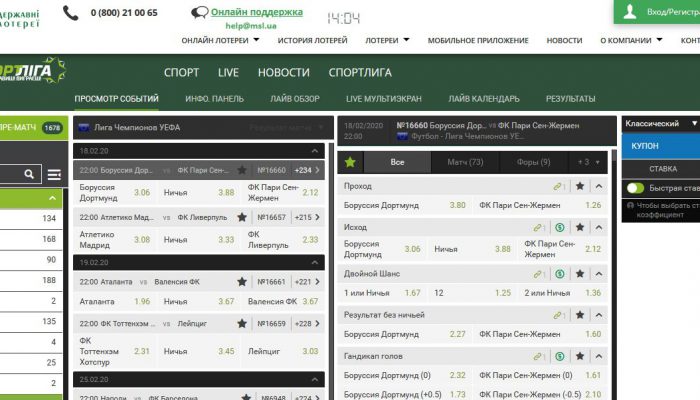 державні
лотереї
0 (800) 21 00 65
Онлайн поддержка
help@msl.ua
14:04
Вход/Регистра
ОНЛАЙН ЛОТЕРЕИ
ИСТОРИЯ ЛОТЕРЕЙ
ЛОТЕРЕИ
МОБИЛЬНОЕ ПРИЛОЖЕНИЕ
НОВОСТИ
О КОМПАНИИ
КОНТ
ОРТЛІГА
СПОРТ
LIVE
НОВОСТИ
СПОРТЛИГА
ПРОСМОТР СОБЫТИЙ
ИНФО. ПАНЕЛЬ
ЛАЙВ ОБЗОР
LIVE МУЛЬТИЭКРАН
ЛАЙВ КАЛЕНДАРЬ
РЕЗУЛЬТАТЫ
ПРЕ-МАТЧ 1678
134
168
90
188
2
135
4
25
2
Лига Чемпионов УЕФА
Результат матча
18.02.20
22:00 Боруссия Дор... vs ФК Пари Сен-... №16660 +234
Боруссия Дортмунд 3.06 Ничья 3.88 ФК Пари Сен-Жермен 2.12
22:00 Атлетико Мад... vs ФК Ливерпуль №16657 +215
Атлетико Мадрид 3.08 Ничья 3.33 ФК Ливерпуль 2.33
19.02.20
22:00 Аталанта vs Валенсия ФК №16661 +221
Аталанта 1.96 Ничья 3.67 Валенсия ФК 3.67
22:00 ФК Тоттенхэм ... vs Лейпциг №16659 +228
ФК Тоттенхэм Хотспур 2.31 Ничья 3.45 Лейпциг 3.03
25.02.20
22:00 Наполи vs ФК Барселона №6948 +224
18/02/2020
22:00
№16660 Боруссия Дор... vs ФК Пари Сен-Жермен
Футбол - Лига Чемпионов УЕ...
Все
Матч (73)
Форы (9)
+ 3
Проход 1
Боруссия Дортмунд 3.80 ФК Пари Сен-Жермен 1.26
Исход 1
Боруссия Дортмунд 3.06 Ничья 3.88 ФК Пари Сен-Жермен 2.12
Двойной Шанс 1
1 или Ничья 1.67 12 1.25 2 или Ничья 1.36
Результат без ничьей 1
Боруссия Дортмунд 2.27 ФК Пари Сен-Жермен 1.60
Гандикап голов 1
Боруссия Дортмунд (0) 2.32 ФК Пари Сен-Жермен (0) 1.61
Боруссия Дортмунд (+0.5) 1.73 ФК Пари Сен-Жермен (-0.5) 2.10
Классический
КУПОН
СТАВКА
Быстрая став
Чтобы выбрать ст
коэффициент